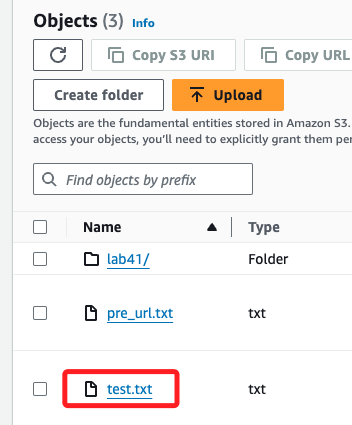 Objects (3) Info
Copy S3 URI Copy URL
Create folder Upload
Objects are the fundamental entities stored in Amazon S3.
access your objects, you'll need to explicitly grant them per
Find objects by prefix
Name Type
lab41/ Folder
pre_url.txt txt
test.txt txt